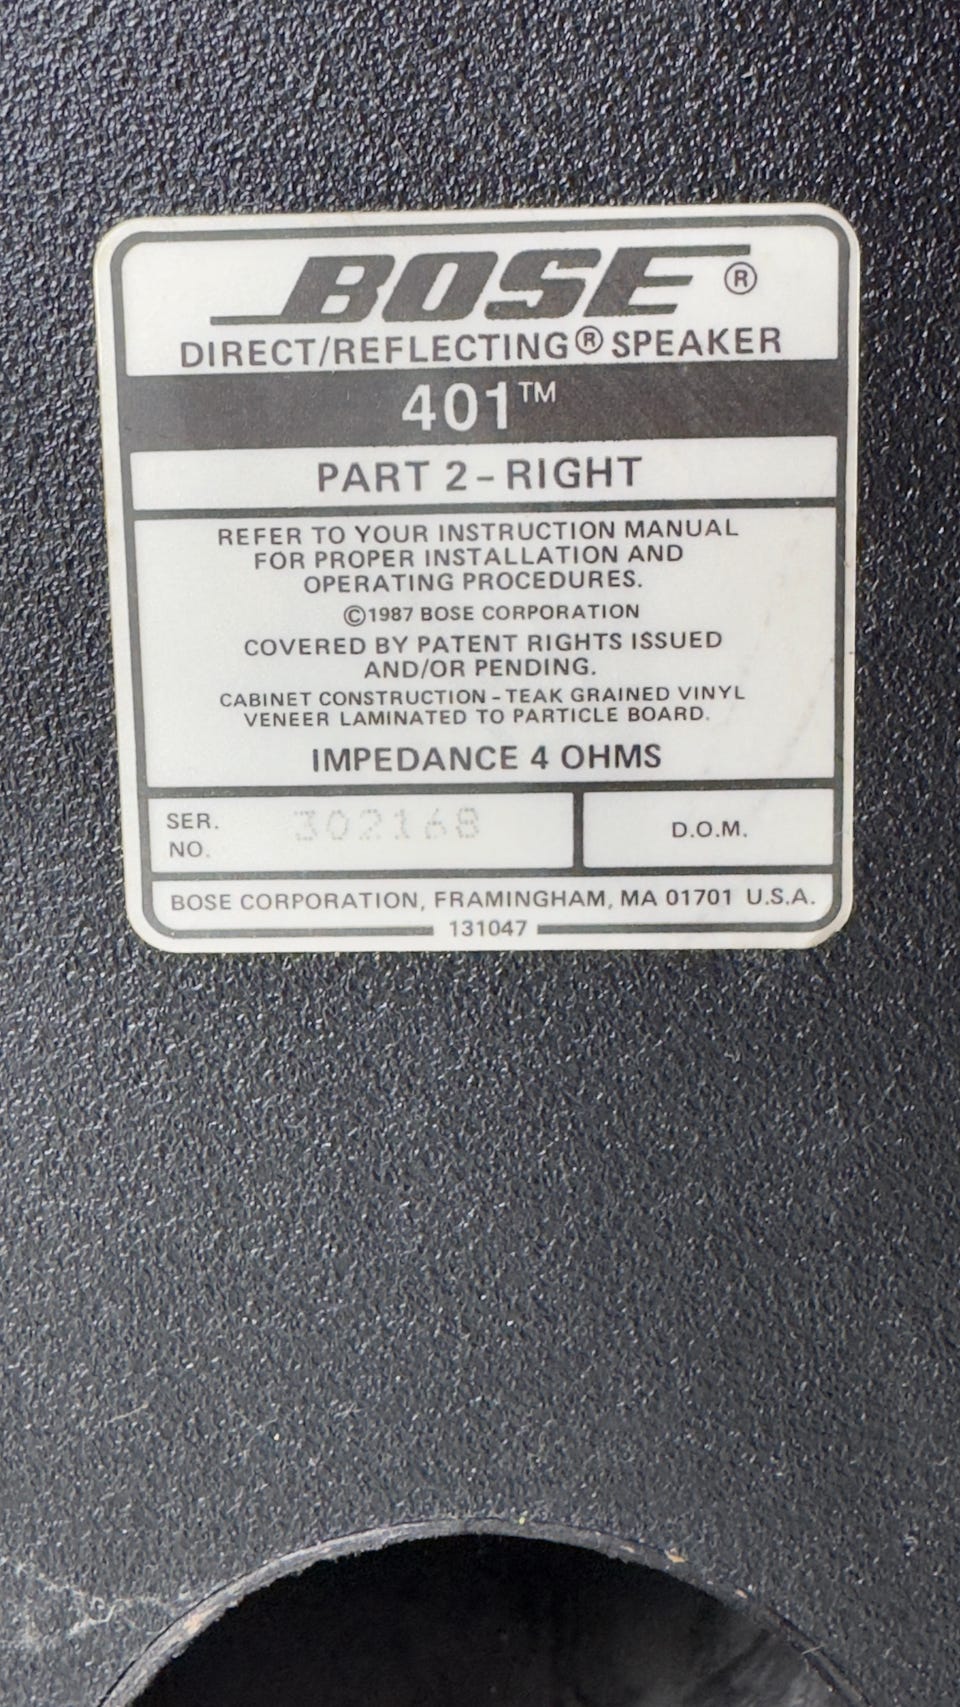 BOSE®
DIRECT/REFLECTING® SPEAKER
401™
PART 2 - RIGHT
REFER TO YOUR INSTRUCTION MANUAL
FOR PROPER INSTALLATION AND
OPERATING PROCEDURES.
©1987 BOSE CORPORATION
COVERED BY PATENT RIGHTS ISSUED
AND/OR PENDING.
CABINET CONSTRUCTION - TEAK GRAINED VINYL
VENEER LAMINATED TO PARTICLE BOARD.
IMPEDANCE 4 OHMS
SER. NO. 302168
D.O.M.
BOSE CORPORATION, FRAMINGHAM, MA 01701 U.S.A.
131047